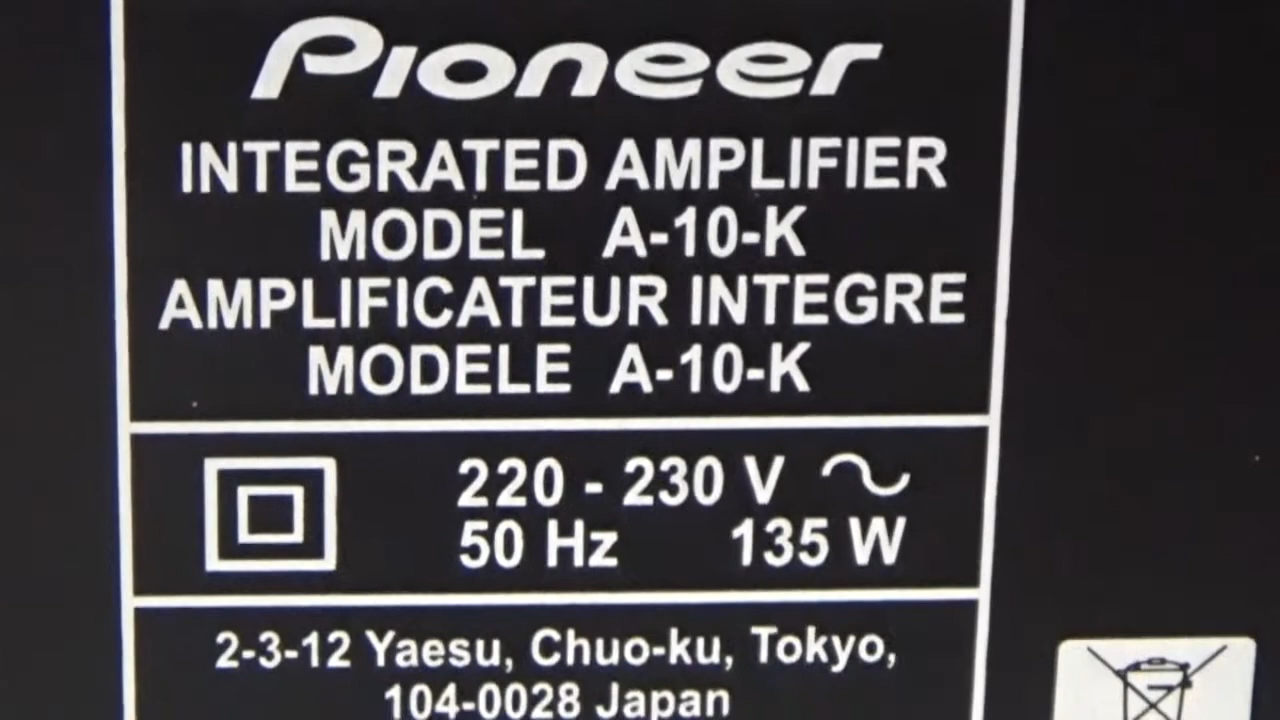 Pioneer
INTEGRATED AMPLIFIER
MODEL A-10-K
AMPLIFICATEUR INTEGRE
MODELE A-10-K
220 - 230 V ~
50 Hz 135 W
2-3-12 Yaesu, Chuo-ku, Tokyo,
104-0028 Japan